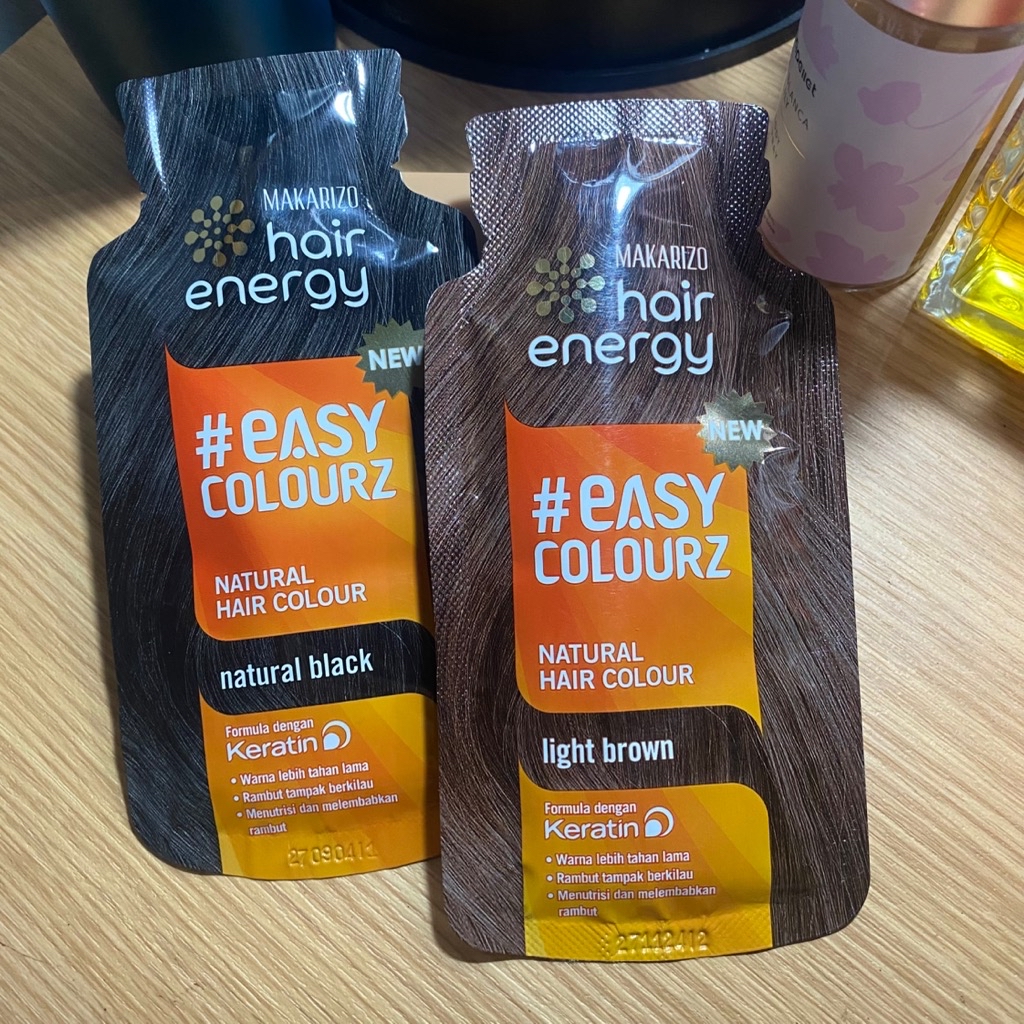 MAKARIZO
hair
energy
NEW
#EASY
COLOURZ
NATURAL
HAIR COLOUR
natural black
Formula dengan
Keratin
• Warna lebih tahan lama
• Rambut tampak berkilau
• Menutrisi dan melembabkan
rambut
MAKARIZO
hair
energy
NEW
#EASY
COLOURZ
NATURAL
HAIR COLOUR
light brown
Formula dengan
Keratin
• Warna lebih tahan lama
• Rambut tampak berkilau
• Menutrisi dan melembabkan
rambut
27112412